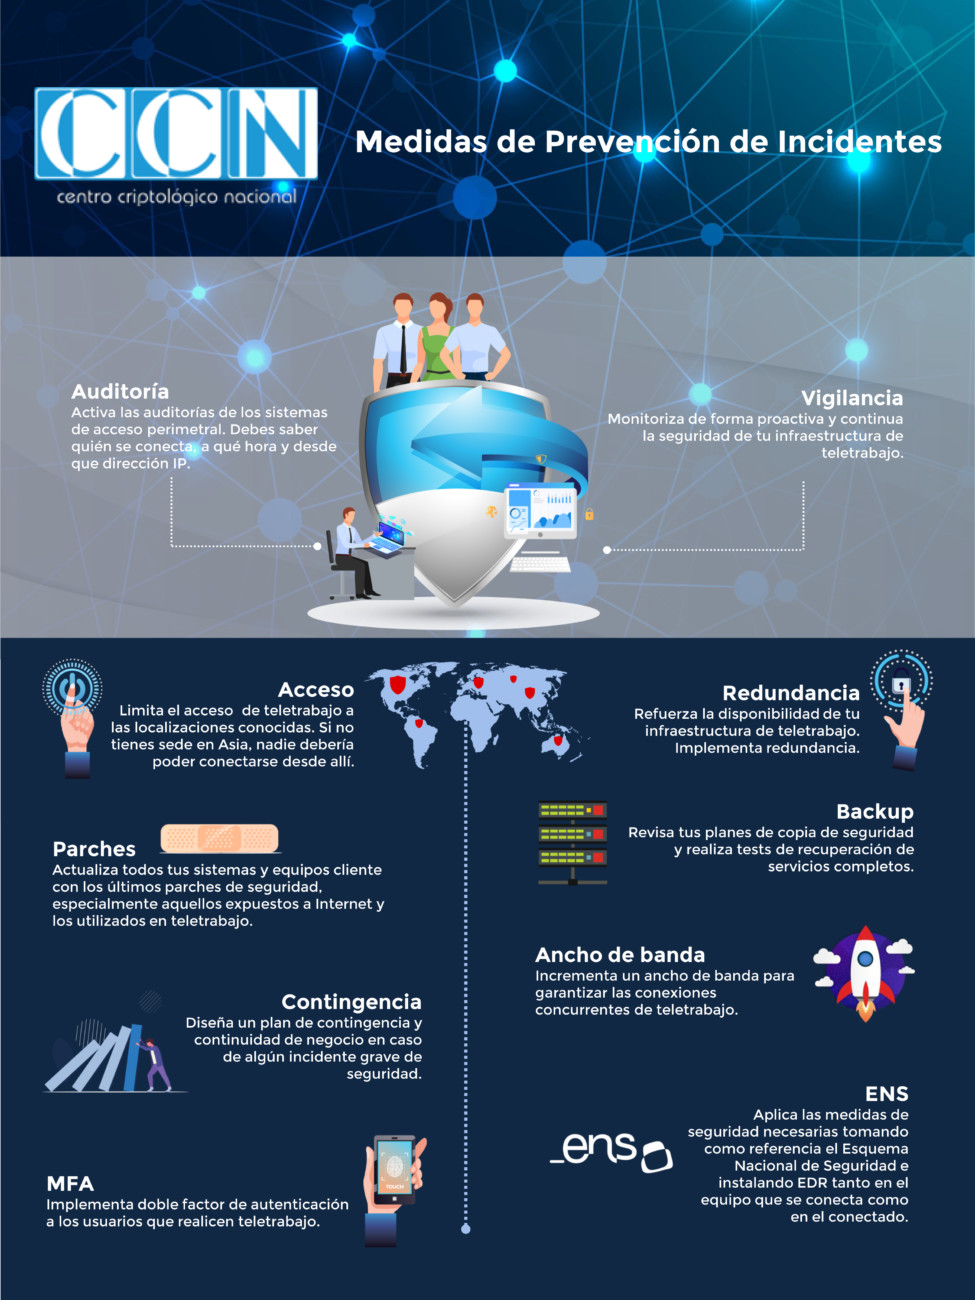 CCN
centro criptológico nacional
Medidas de Prevención de Incidentes
Auditoría
Activa las auditorías de los sistemas
de acceso perimetral. Debes saber
quién se conecta, a qué hora y desde
que dirección IP.
Vigilancia
Monitoriza de forma proactiva y continua
la seguridad de tu infraestructura de
teletrabajo.
Acceso
Limita el acceso de teletrabajo a
las localizaciones conocidas. Si no
tienes sede en Asia, nadie debería
poder conectarse desde allí.
Redundancia
Refuerza la disponibilidad de tu
infraestructura de teletrabajo.
Implementa redundancia.
Parches
Actualiza todos tus sistemas y equipos cliente
con los últimos parches de seguridad,
especialmente aquellos expuestos a Internet y
los utilizados en teletrabajo.
Backup
Revisa tus planes de copia de seguridad
y realiza tests de recuperación de
servicios completos.
Ancho de banda
Incrementa un ancho de banda para
garantizar las conexiones
concurrentes de teletrabajo.
Contingencia
Diseña un plan de contingencia y
continuidad de negocio en caso
de algún incidente grave de
seguridad.
ENS
Aplica las medidas de
seguridad necesarias tomando
como referencia el Esquema
Nacional de Seguridad e
instalando EDR tanto en el
equipo que se conecta como
en el conectado.
_ens
MFA
Implementa doble factor de autenticación
a los usuarios que realicen teletrabajo.
TOUCH